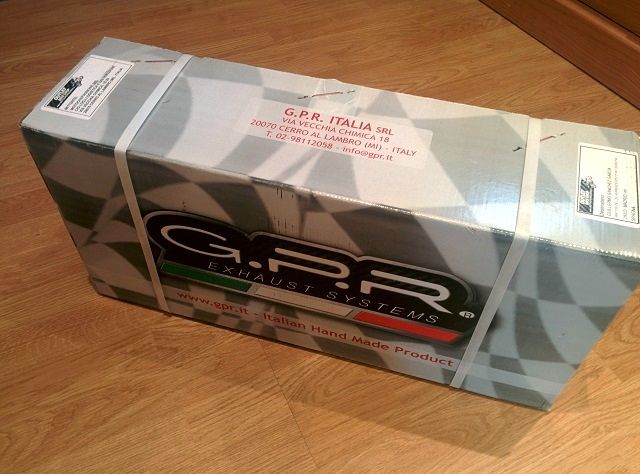 G.P.R. ITALIA SRL
VIA VECCHIA CHIMICA 18
20070 CERRO AL LAMBRO (MI) - ITALY
T. 02-98112058 - info@gpr.it
G.P.R.®
EXHAUST SYSTEMS
www.gpr.it - Italian Hand Made Product